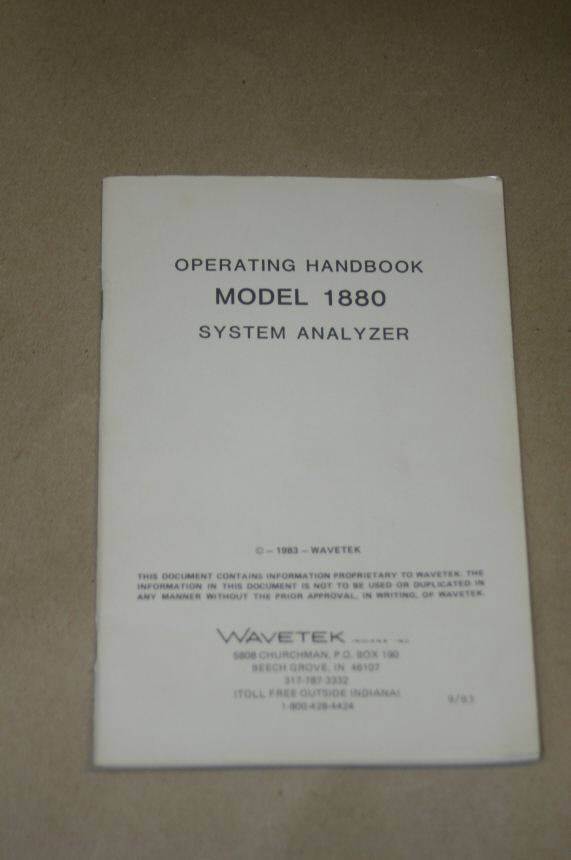 OPERATING HANDBOOK
MODEL 1880
SYSTEM ANALYZER
© – 1983 – WAVETEK
THIS DOCUMENT CONTAINS INFORMATION PROPRIETARY TO WAVETEK. THE
INFORMATION IN THIS DOCUMENT IS NOT TO BE USED OR DUPLICATED IN
ANY MANNER WITHOUT THE PRIOR APPROVAL, IN WRITING, OF WAVETEK.
WAVETEK INDIANA INC.
5808 CHURCHMAN, P.O. BOX 190
BEECH GROVE, IN 46107
317-787-3332
(TOLL FREE OUTSIDE INDIANA)
1-800-428-4424